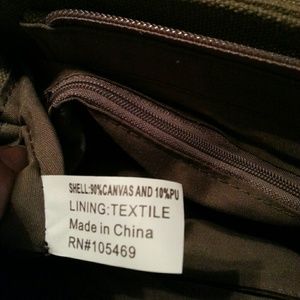 SHELL:90%CANVAS AND 10%PU
LINING:TEXTILE
Made in China
RN#105469